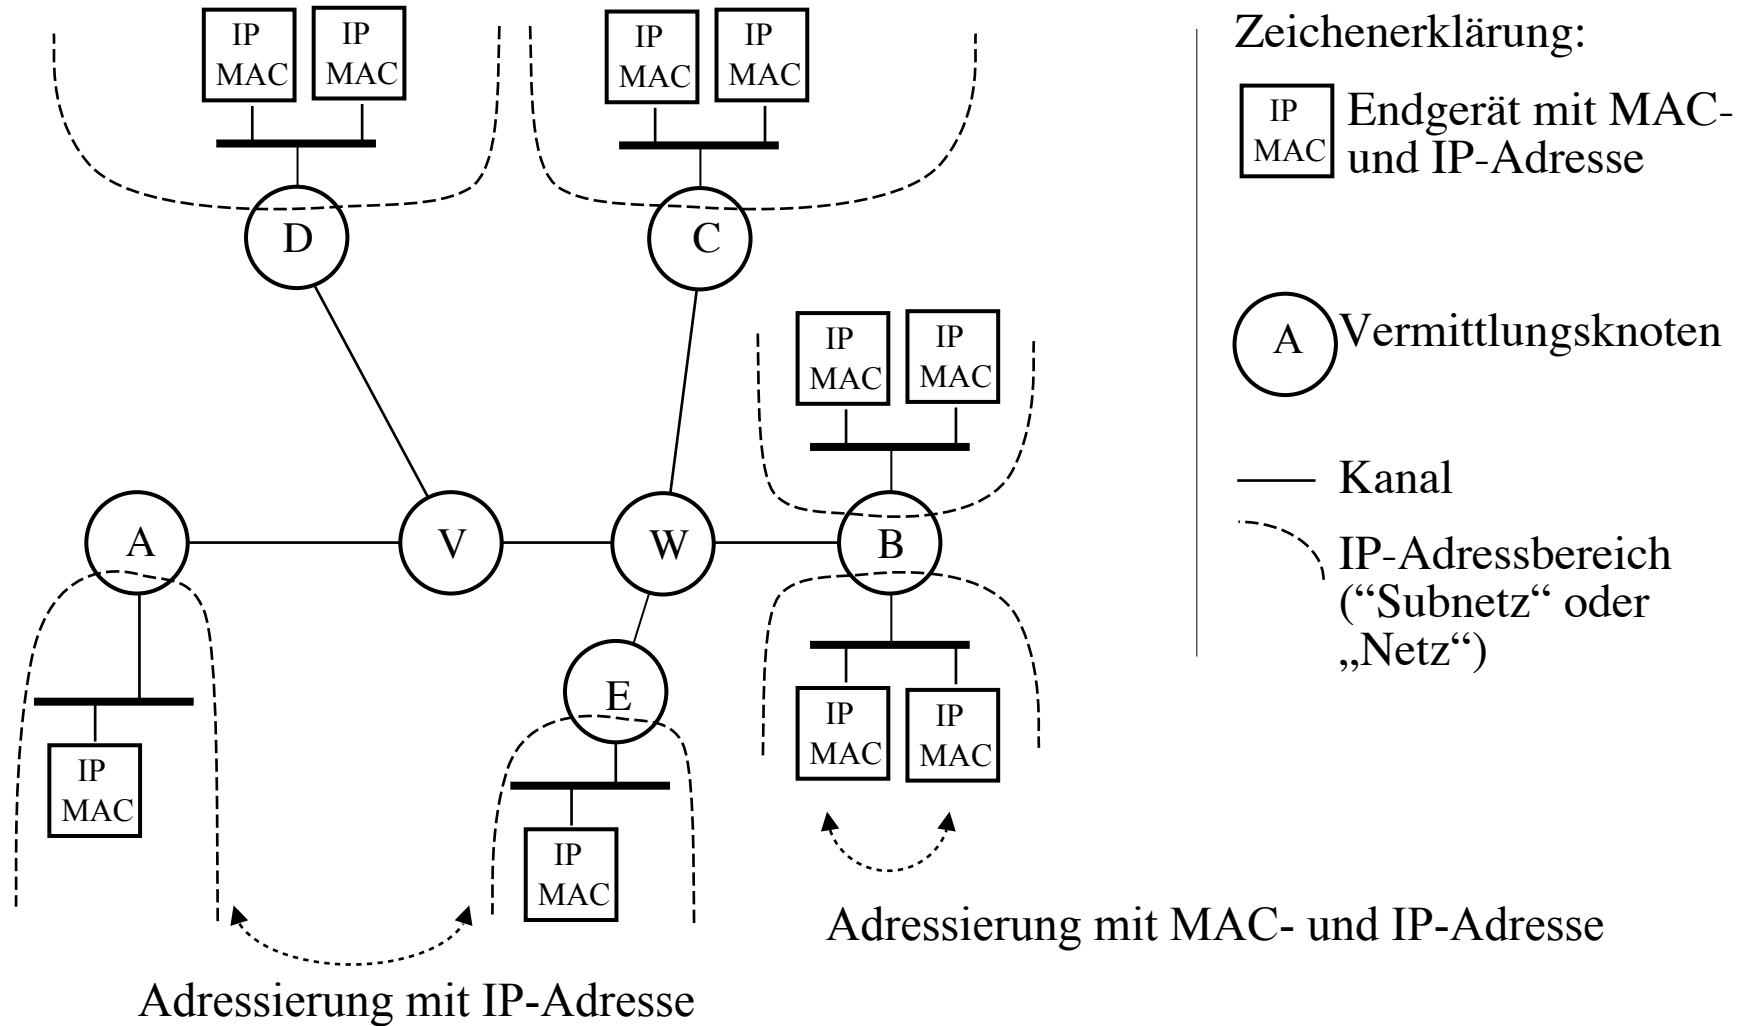 IP
MAC
IP
MAC
IP
MAC
IP
MAC
D
C
IP
MAC
IP
MAC
A
V
W
B
E
IP
MAC
IP
MAC
IP
MAC
IP
MAC
Adressierung mit MAC- und IP-Adresse
Adressierung mit IP-Adresse
Zeichenerklärung:
IP
MAC
Endgerät mit MAC-
und IP-Adresse
A
Vermittlungsknoten
Kanal
IP-Adressbereich
(“Subnetz“ oder
„Netz“)